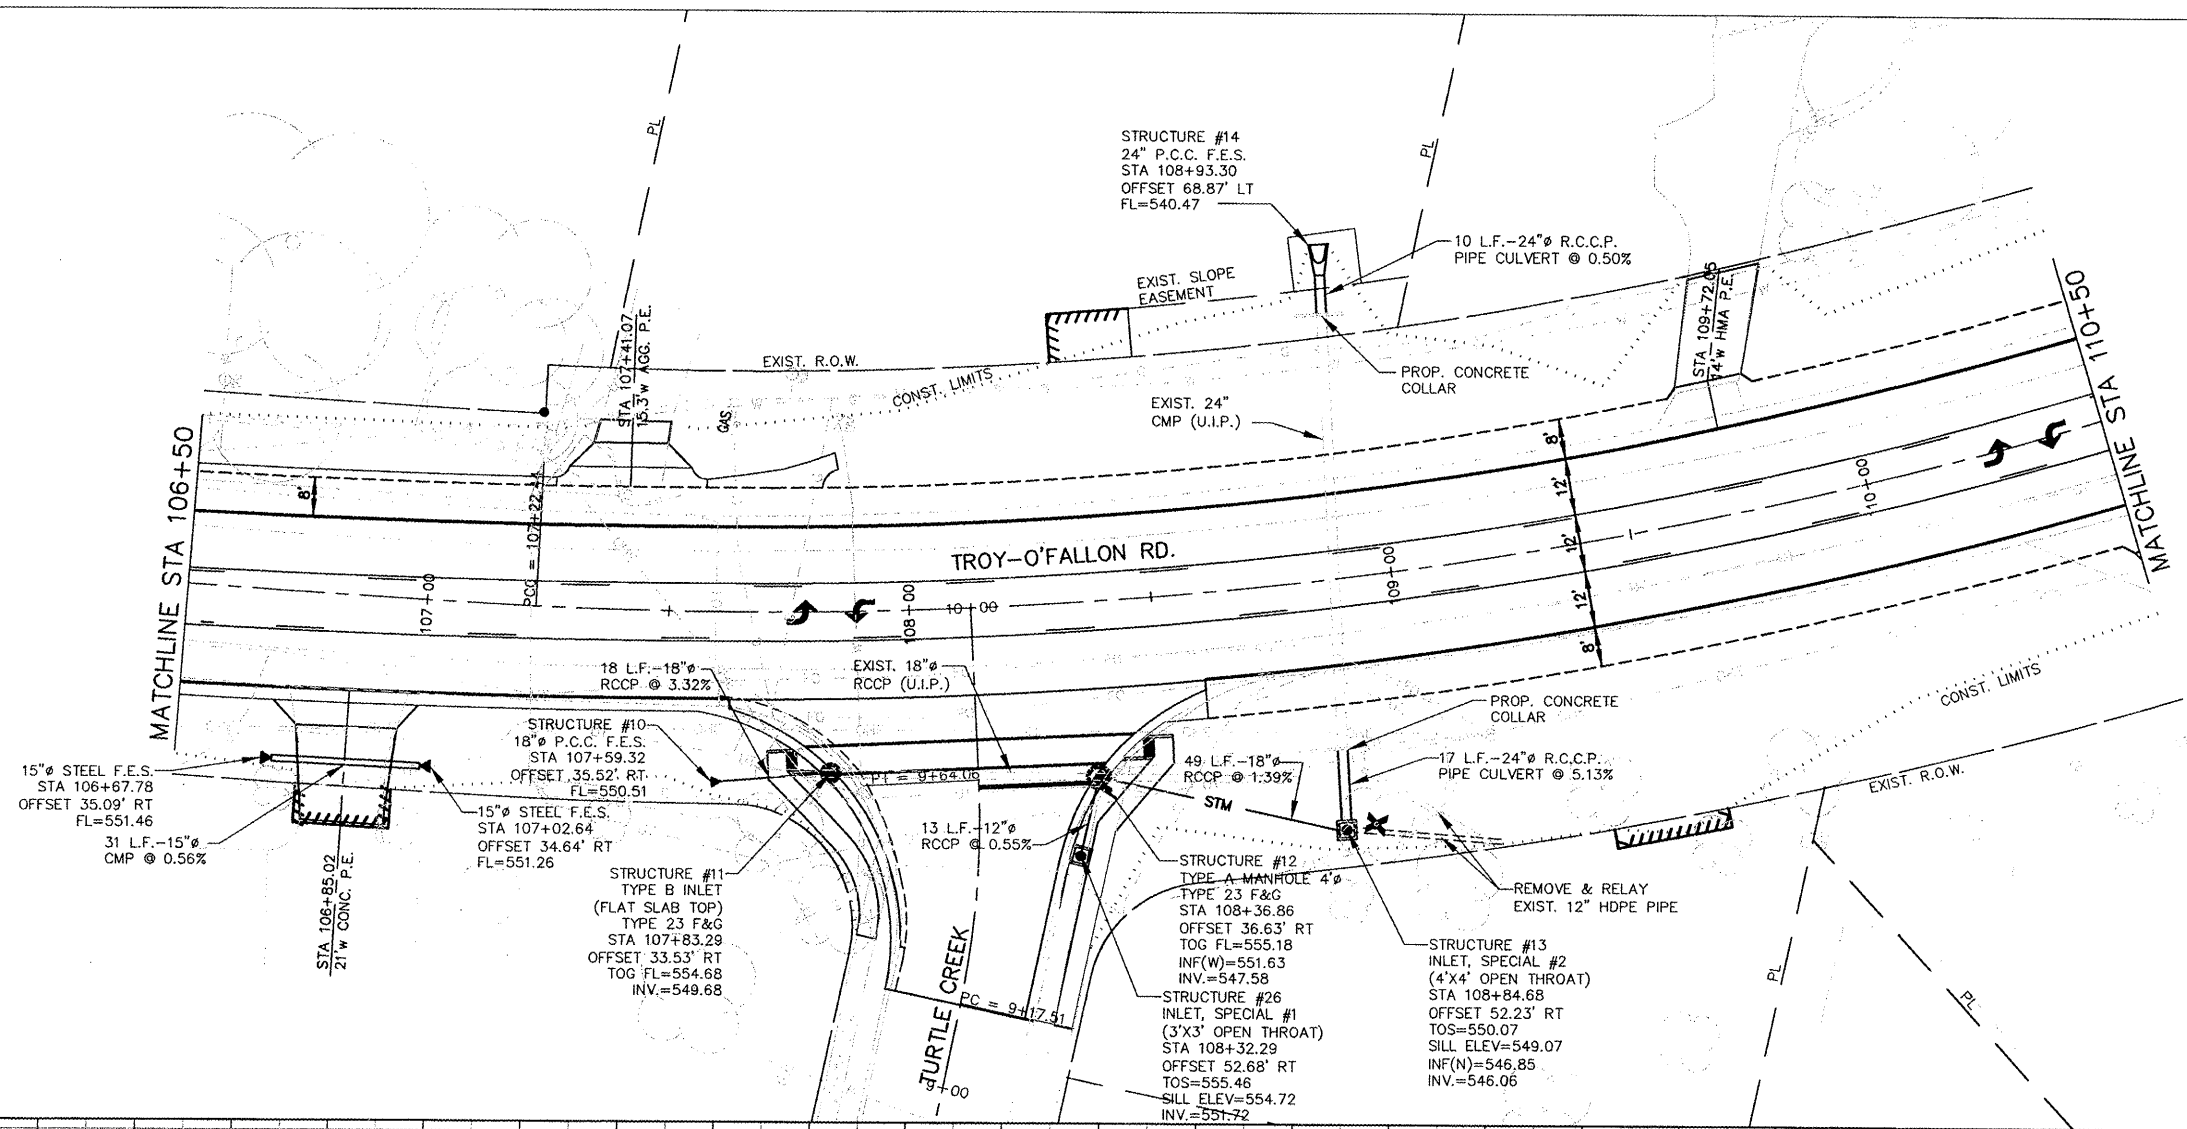 STRUCTURE #14
24" P.C.C. F.E.S.
STA 108+93.30
OFFSET 68.87' LT
FL=540.47
PL
PL
10 L.F.-24"ø R.C.C.P.
PIPE CULVERT @ 0.50%
EXIST. SLOPE
EASEMENT
STA 107+41.07
15.3'w AGG. P.E.
GAS
EXIST. R.O.W.
CONST. LIMITS
PROP. CONCRETE
COLLAR
EXIST. 24"
CMP (U.I.P.)
STA 109+72.05
14'w HMA P.E.
MATCHLINE STA 110+50
MATCHLINE STA 106+50
8'
8'
12'
12'
12'
8'
PCC = 107+22.44
TROY-O'FALLON RD.
107+00
108+00
10+00
109+00
110+00
18 L.F.-18"ø
RCCP @ 3.32%
EXIST. 18"ø
RCCP (U.I.P.)
STRUCTURE #10
18"ø P.C.C. F.E.S.
STA 107+59.32
OFFSET 35.52' RT
FL=550.51
PT = 9+64.06
49 L.F.-18"ø
RCCP @ 1.39%
STM
PROP. CONCRETE
COLLAR
17 L.F.-24"ø R.C.C.P.
PIPE CULVERT @ 5.13%
CONST. LIMITS
EXIST. R.O.W.
15"ø STEEL F.E.S.
STA 106+67.78
OFFSET 35.09' RT
FL=551.46
31 L.F.-15"ø
CMP @ 0.56%
15"ø STEEL F.E.S.
STA 107+02.64
OFFSET 34.64' RT
FL=551.26
STA 106+85.02
21'w CONC. P.E.
STRUCTURE #11
TYPE B INLET
(FLAT SLAB TOP)
TYPE 23 F&G
STA 107+83.29
OFFSET 33.53' RT
TOG FL=554.68
INV.=549.68
13 L.F.-12"ø
RCCP @ 0.55%
STRUCTURE #12
TYPE A MANHOLE 4'ø
TYPE 23 F&G
STA 108+36.86
OFFSET 36.63' RT
TOG FL=555.18
INF(W)=551.63
INV.=547.58
REMOVE & RELAY
EXIST. 12" HDPE PIPE
STRUCTURE #13
INLET, SPECIAL #2
(4'X4' OPEN THROAT)
STA 108+84.68
OFFSET 52.23' RT
TOS=550.07
SILL ELEV=549.07
INF(N)=546.85
INV.=546.06
STRUCTURE #26
INLET, SPECIAL #1
(3'X3' OPEN THROAT)
STA 108+32.29
OFFSET 52.68' RT
TOS=555.46
SILL ELEV=554.72
INV.=551.72
PC = 9+17.51
TURTLE CREEK
9+00
PL
PL